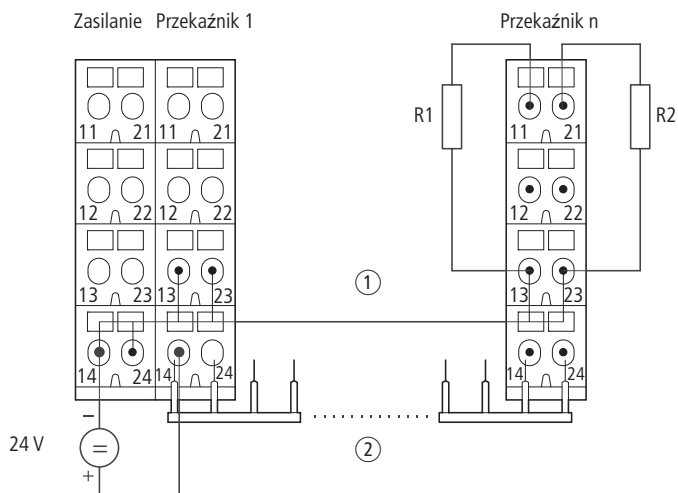 Zasilanie Przekaźnik 1 Przekaźnik n
R1 R2
11 21 11 21 11 21
12 22 12 22 12 22
13 23 13 23 13 23
1
14 24 14 24 14 24
−
24 V =
+
2